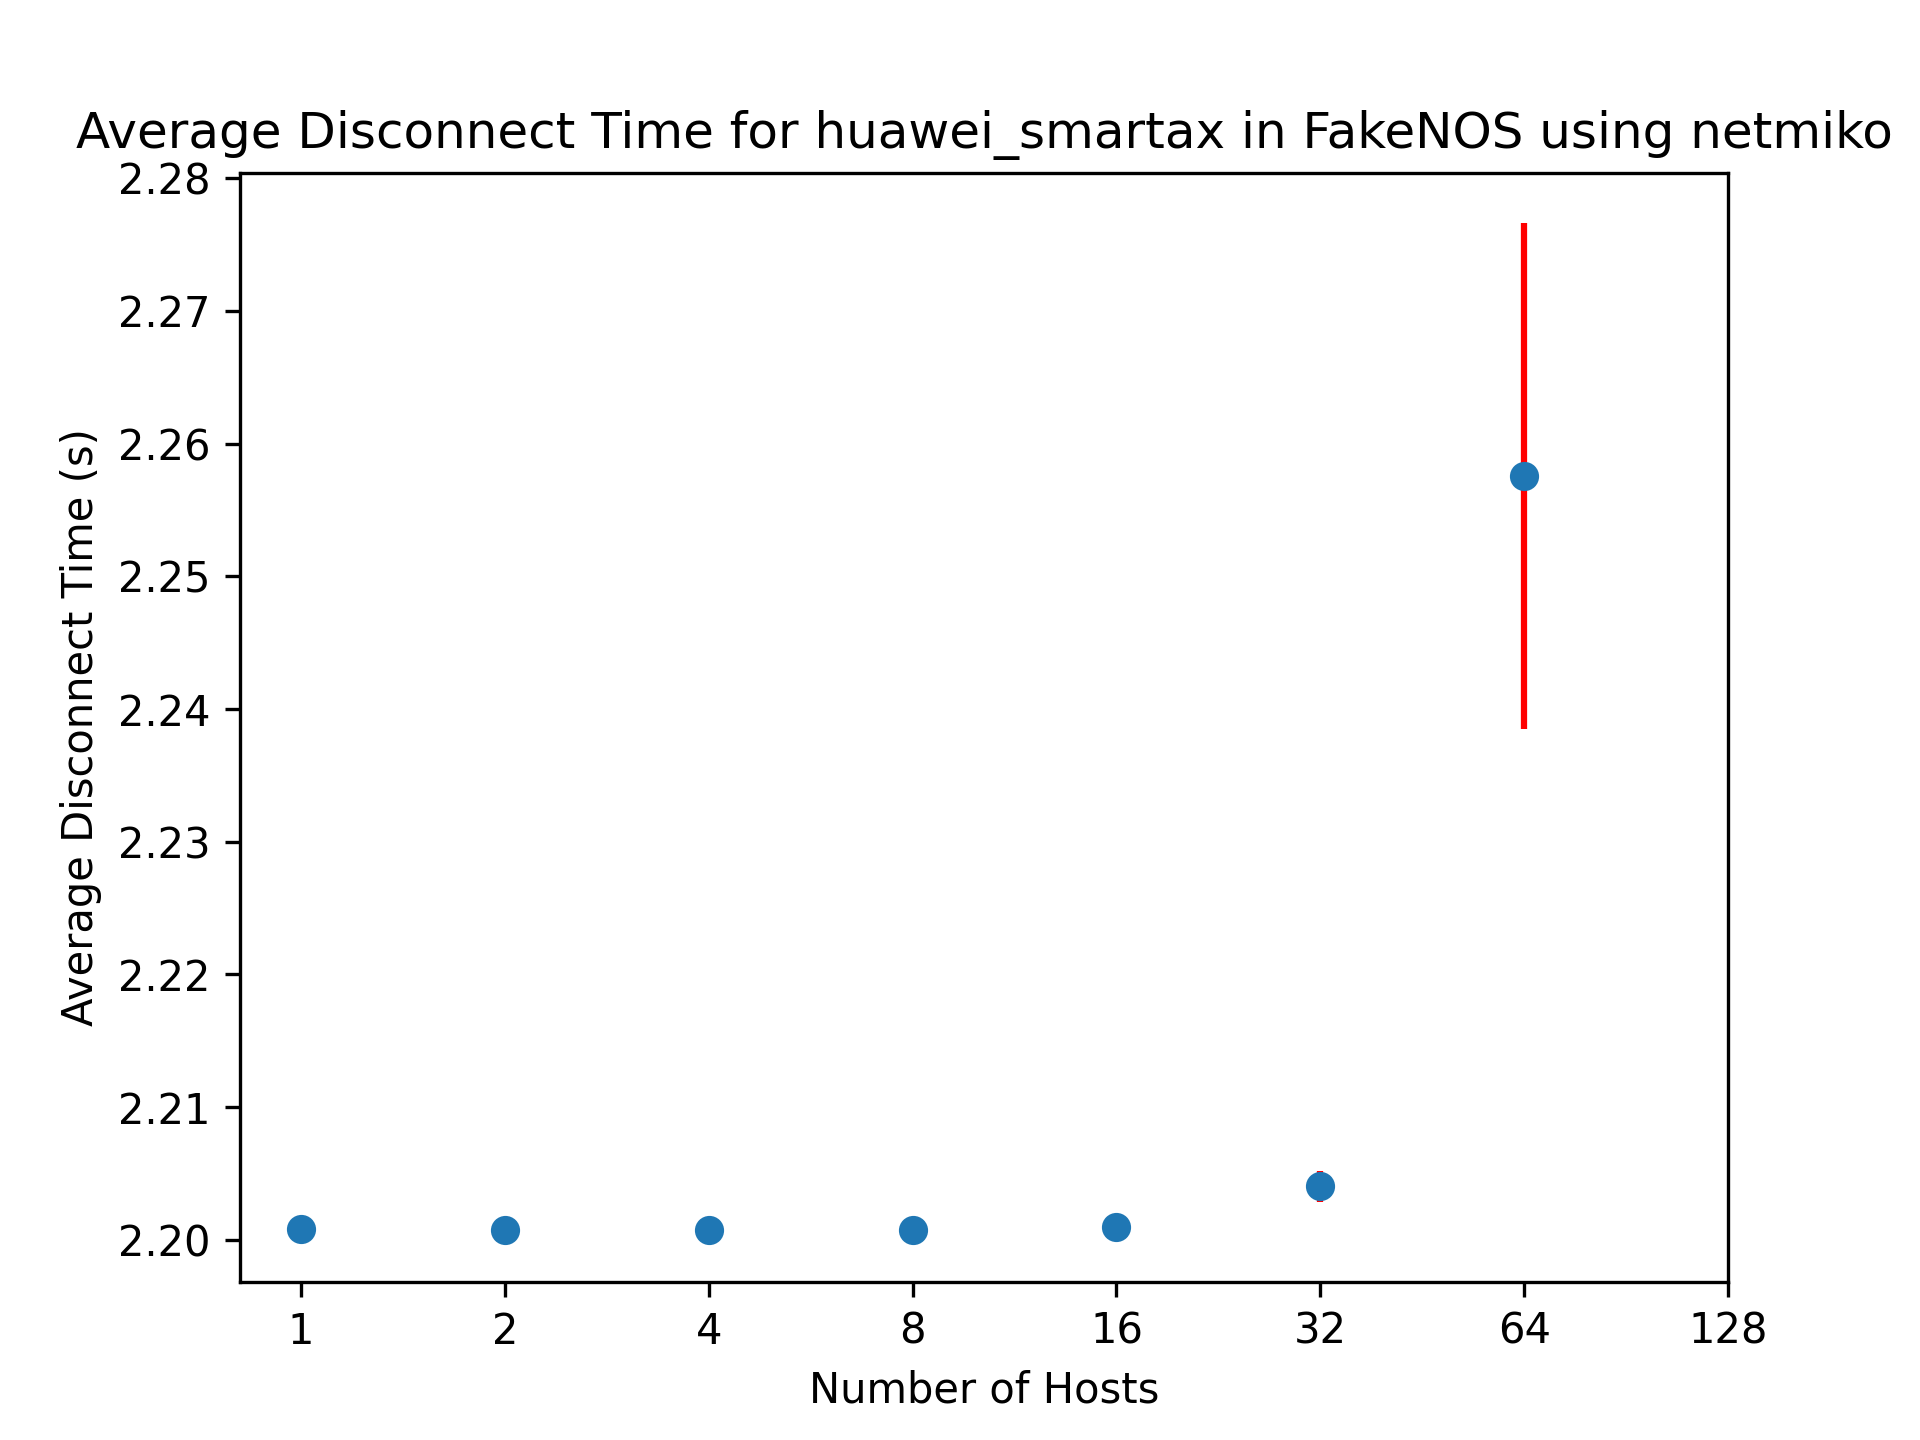 Average Disconnect Time for huawei_smartax in FakeNOS using netmiko
Average Disconnect Time (s)
2.28
2.27
2.26
2.25
2.24
2.23
2.22
2.21
2.20
1 2 4 8 16 32 64 128
Number of Hosts